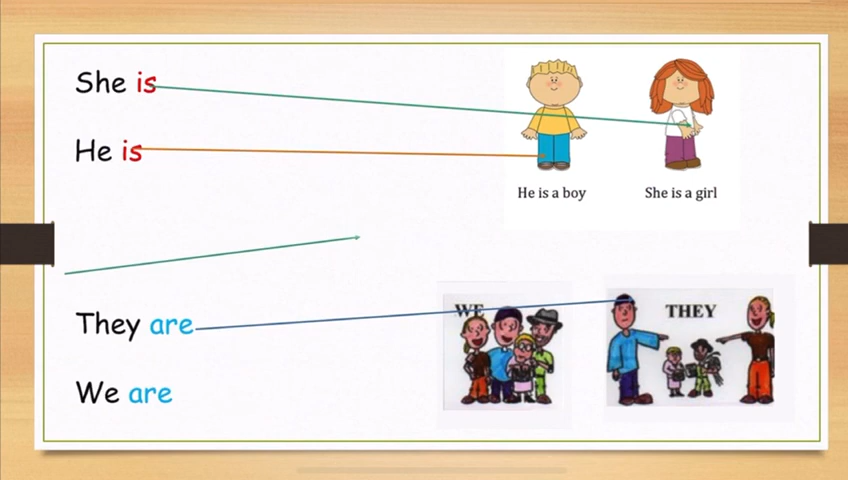 She is
He is
He is a boy
She is a girl
They are
We are
WE
THEY